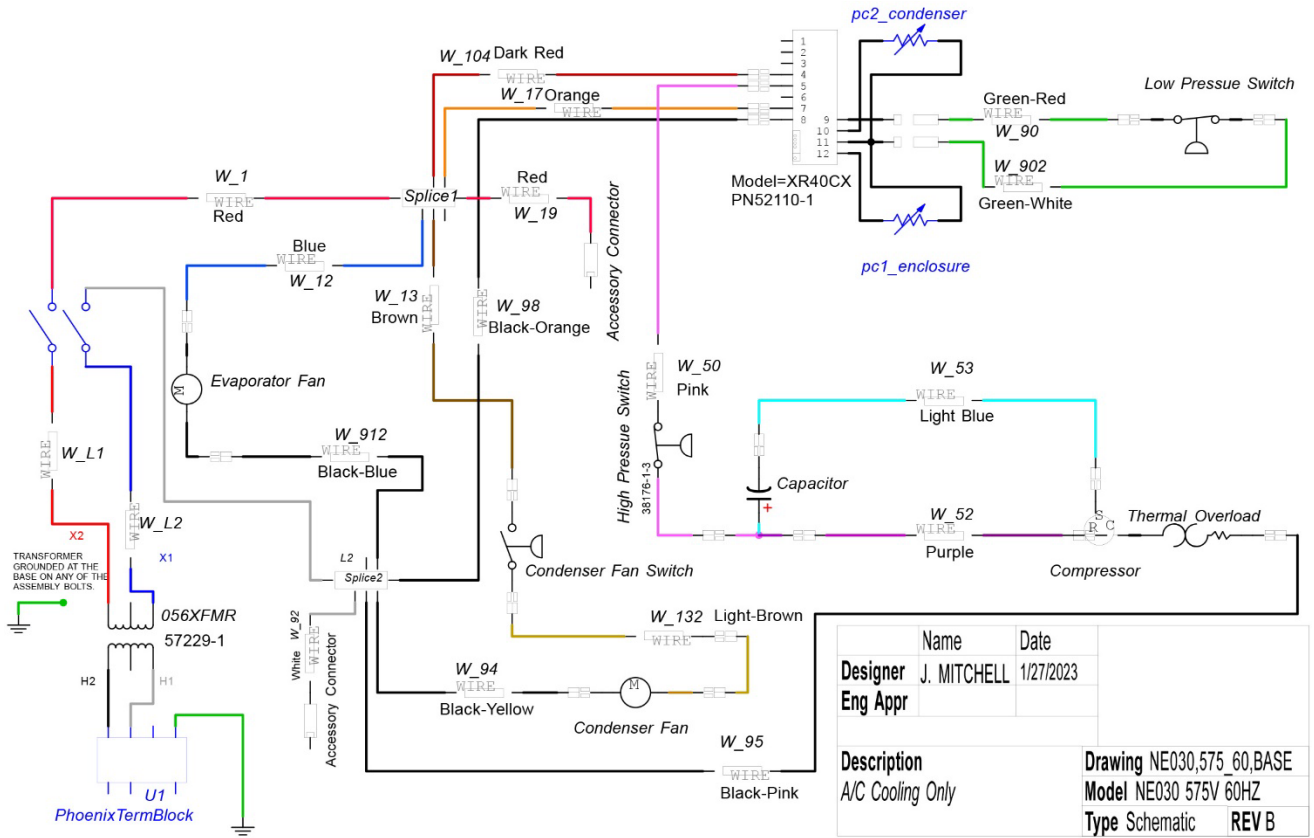 pc2_condenser
1
2
3
4
5
6
7
8
9
10
11
12
W_104 Dark Red
WIRE
W_17 Orange
WIRE
Low Pressue Switch
Green-Red
WIRE
W_90
W_902
WIRE
Green-White
Model=XR40CX
PN52110-1
pc1_enclosure
W_1
WIRE
Red
Splice1
Red
WIRE
W_19
Accessory Connector
Blue
WIRE
W_12
W_13
Brown
WIRE
W_98
Black-Orange
WIRE
M
Evaporator Fan
W_912
WIRE
Black-Blue
W_50
Pink
WIRE
High Pressue Switch
38176-1-3
W_53
WIRE
Light Blue
Capacitor
+
W_52
WIRE
Purple
S
R C
Compressor
Thermal Overload
W_L1
WIRE
W_L2
WIRE
X2
X1
TRANSFORMER
GROUNDED AT THE
BASE ON ANY OF THE
ASSEMBLY BOLTS.
056XFMR
57229-1
H2
H1
U1
PhoenixTermBlock
L2
Splice2
W_92
White
WIRE
Accessory Connector
Condenser Fan Switch
W_132 Light-Brown
WIRE
W_94
WIRE
Black-Yellow
M
Condenser Fan
W_95
WIRE
Black-Pink
Name Date
Designer J. MITCHELL 1/27/2023
Eng Appr
Description
A/C Cooling Only
Drawing NE030,575_60,BASE
Model NE030 575V 60HZ
Type Schematic REV B